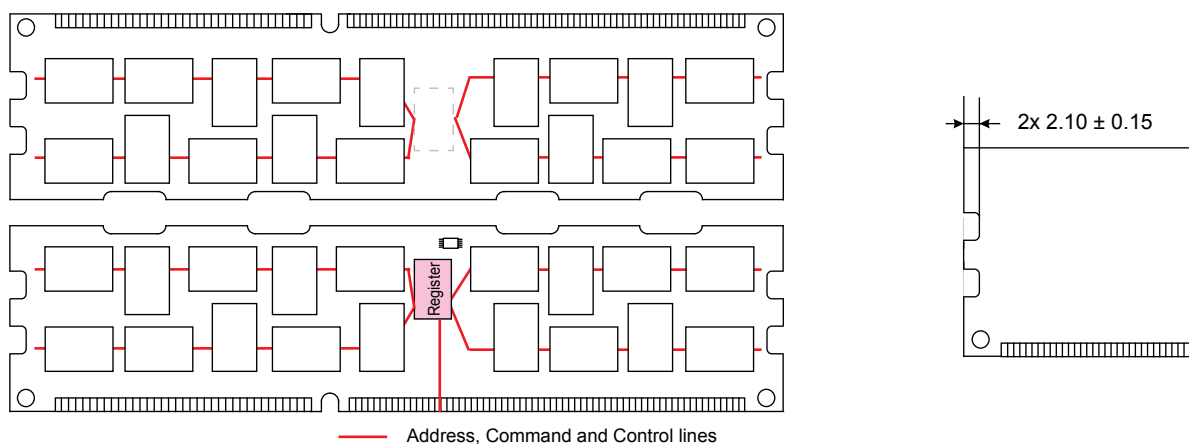 2x 2.10 ± 0.15
Register
Address, Command and Control lines